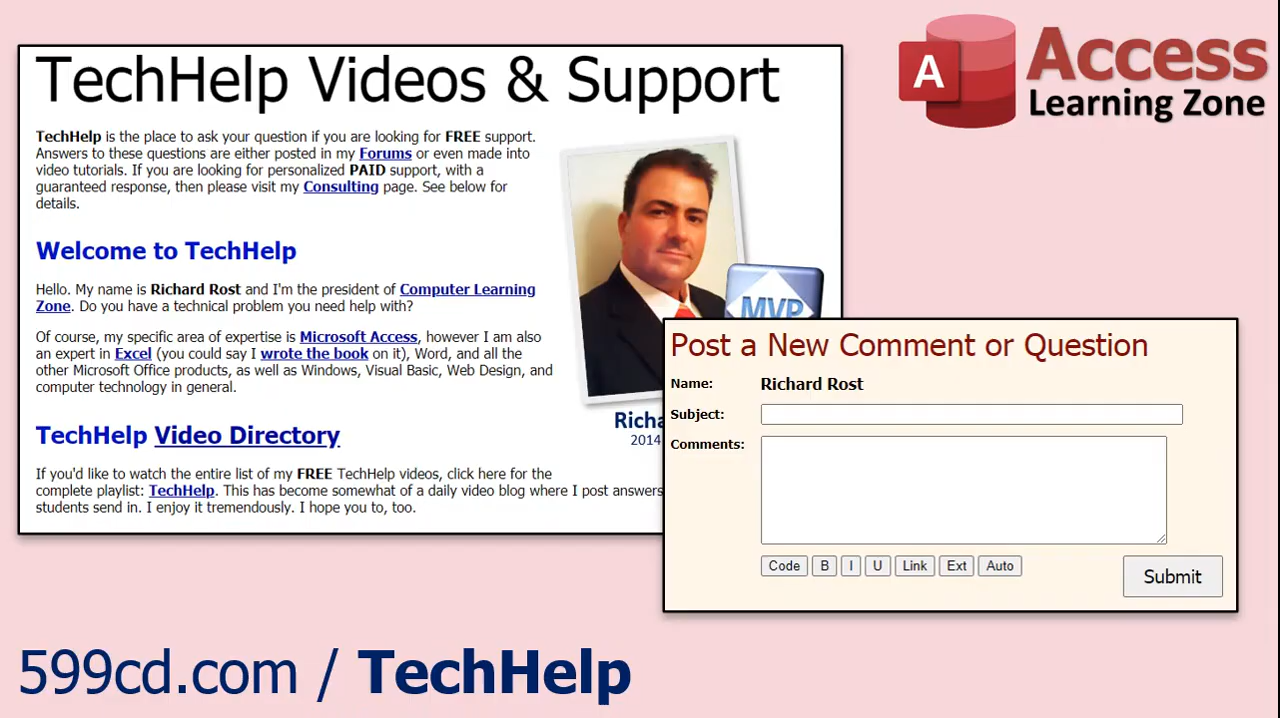 TechHelp Videos & Support
TechHelp is the place to ask your question if you are looking for FREE support.
Answers to these questions are either posted in my Forums or even made into
video tutorials. If you are looking for personalized PAID support, with a
guaranteed response, then please visit my Consulting page. See below for
details.
Welcome to TechHelp
Hello. My name is Richard Rost and I'm the president of Computer Learning
Zone. Do you have a technical problem you need help with?
Of course, my specific area of expertise is Microsoft Access, however I am also
an expert in Excel (you could say I wrote the book on it), Word, and all the
other Microsoft Office products, as well as Windows, Visual Basic, Web Design, and
computer technology in general.
TechHelp Video Directory
If you'd like to watch the entire list of my FREE TechHelp videos, click here for the
complete playlist: TechHelp. This has become somewhat of a daily video blog where I post answers
students send in. I enjoy it tremendously. I hope you to, too.
MVP
Richa
2014
A
Access
Learning Zone
Post a New Comment or Question
Name: Richard Rost
Subject:
Comments:
Code B I U Link Ext Auto
Submit
599cd.com / TechHelp